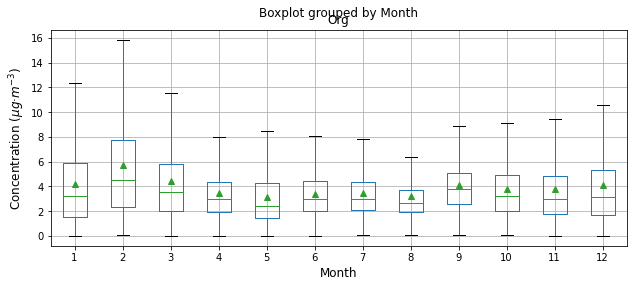 Boxplot grouped by Month
Org
Concentration (μg·m⁻³)
16
14
12
10
8
6
4
2
0
1 2 3 4 5 6 7 8 9 10 11 12
Month